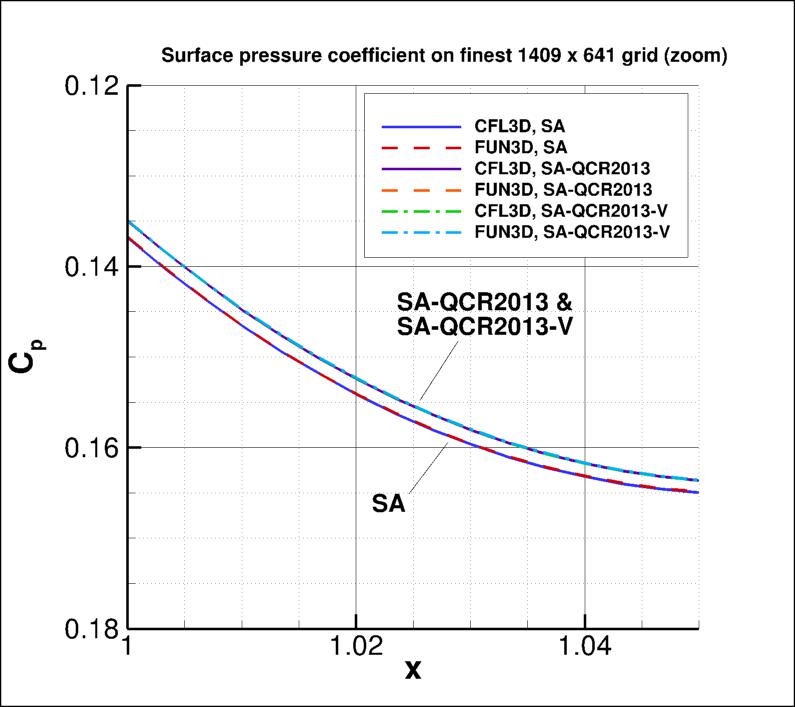 Surface pressure coefficient on finest 1409 x 641 grid (zoom)
0.12
CFL3D, SA
FUN3D, SA
CFL3D, SA-QCR2013
FUN3D, SA-QCR2013
CFL3D, SA-QCR2013-V
FUN3D, SA-QCR2013-V
0.14
SA-QCR2013 &
SA-QCR2013-V
Cp
0.16
SA
0.18
1 1.02 1.04
x